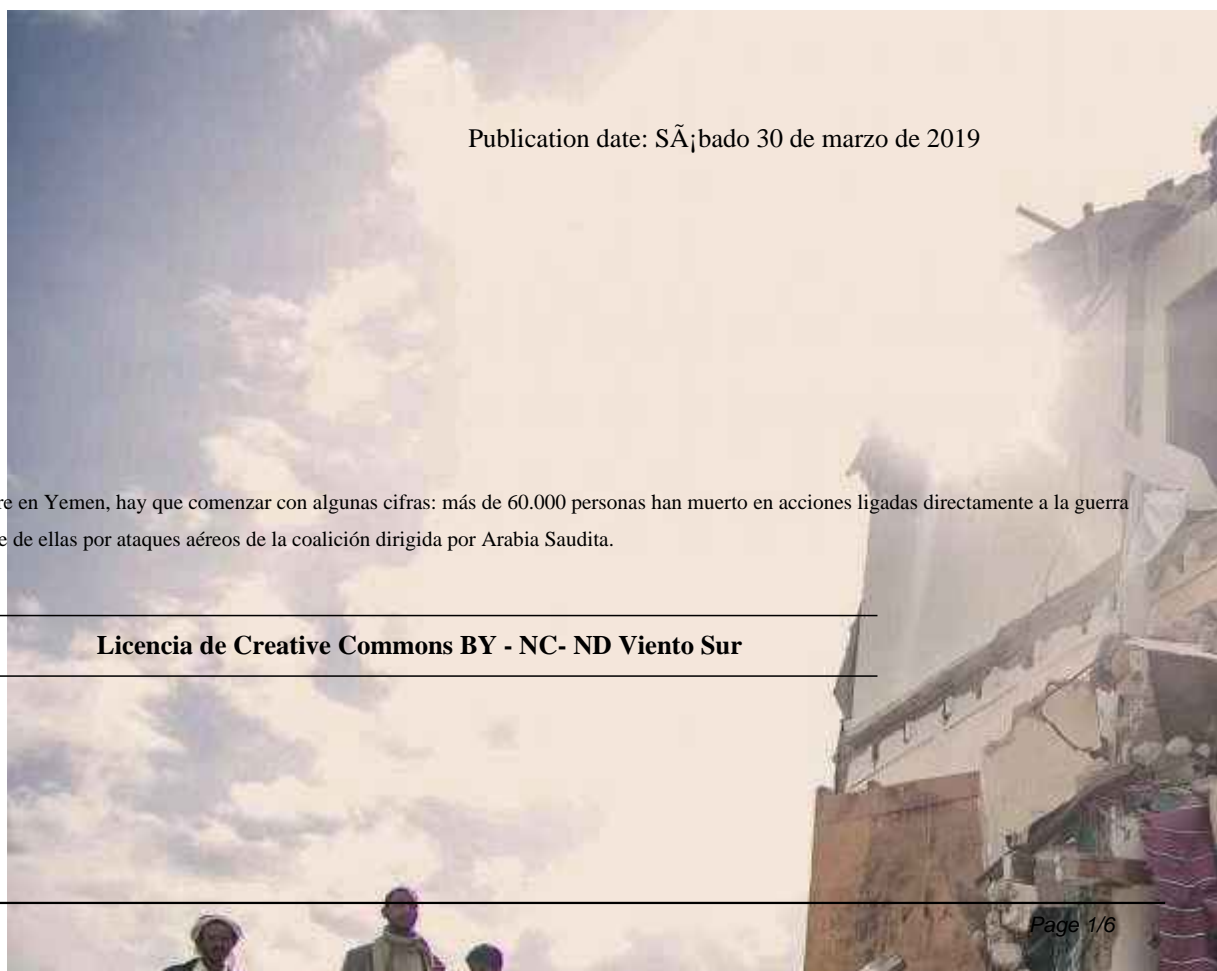 Publication date: SÃ¡bado 30 de marzo de 2019
re en Yemen, hay que comenzar con algunas cifras: más de 60.000 personas han muerto en acciones ligadas directamente a la guerra
e de ellas por ataques aéreos de la coalición dirigida por Arabia Saudita.
Licencia de Creative Commons BY - NC- ND Viento Sur
Page 1/6